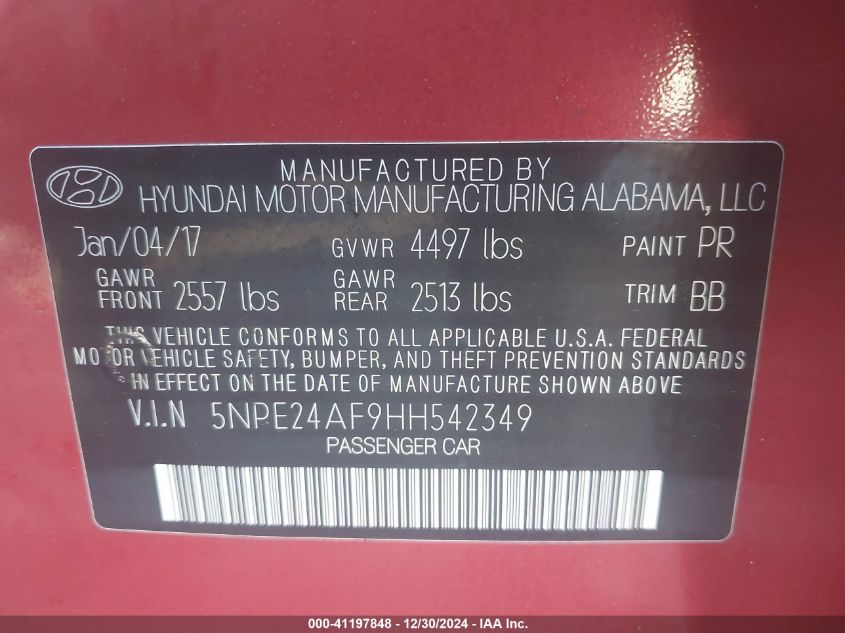 MANUFACTURED BY
HYUNDAI MOTOR MANUFACTURING ALABAMA, LLC
Jan/04/17 GVWR 4497 lbs PAINT PR
GAWR FRONT 2557 lbs GAWR REAR 2513 lbs TRIM BB
THIS VEHICLE CONFORMS TO ALL APPLICABLE U.S.A. FEDERAL
MOTOR VEHICLE SAFETY, BUMPER, AND THEFT PREVENTION STANDARDS
IN EFFECT ON THE DATE OF MANUFACTURE SHOWN ABOVE
V.I.N 5NPE24AF9HH542349
PASSENGER CAR
000-41197848 - 12/30/2024 - IAA Inc.